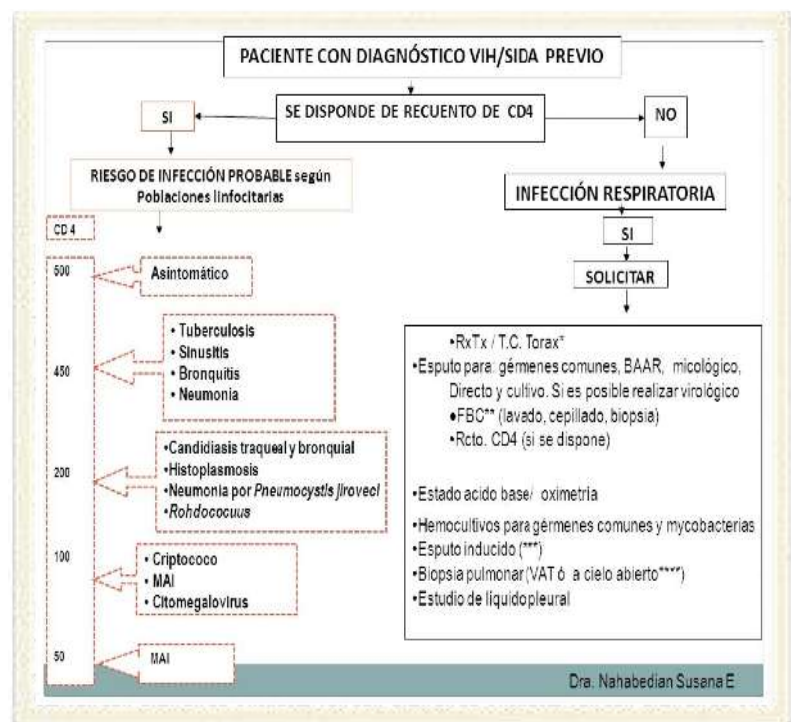 PACIENTE CON DIAGNÓSTICO VIH/SIDA PREVIO
SE DISPONDE DE RECUENTO DE CD4
SI
NO
RIESGO DE INFECCIÓN PROBABLE según
Poblaciones linfocitarias
CD 4
500
Asintomático
• Tuberculosis
• Sinusitis
• Bronquitis
• Neumonia
450
•Candidiasis traqueal y bronquial
•Histoplasmosis
•Neumonia por Pneumocystis jiroveci
•Rohdococuus
200
100
• Criptococo
• MAI
• Citomegalovirus
50
MAI
INFECCIÓN RESPIRATORIA
SI
SOLICITAR
•RxTx / T.C. Torax*
•Esputo para: gérmenes comunes, BAAR, micológico,
Directo y cultivo. Si es posible realizar virológico
●FBC** (lavado, cepillado, biopsia)
•Rcto. CD4 (si se dispone)
•Estado acido base/ oximetría
•Hemocultivos para gérmenes comunes y mycobacterias
•Esputo inducido (***)
•Biopsia pulmonar (VAT ó a cielo abierto****)
•Estudio de liquido pleural
Dra. Nahabedian Susana E